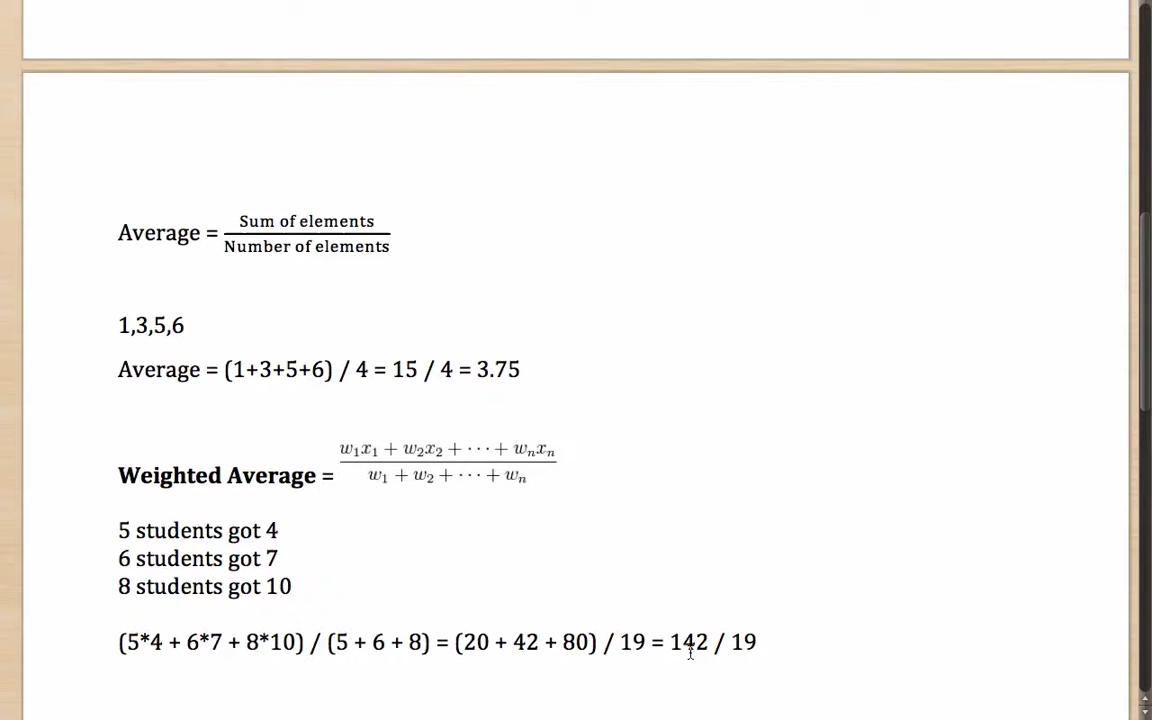 Average = Sum of elements / Number of elements
1,3,5,6
Average = (1+3+5+6) / 4 = 15 / 4 = 3.75
Weighted Average = w₁x₁ + w₂x₂ + ··· + wₙxₙ / w₁ + w₂ + ··· + wₙ
5 students got 4
6 students got 7
8 students got 10
(5*4 + 6*7 + 8*10) / (5 + 6 + 8) = (20 + 42 + 80) / 19 = 142 / 19